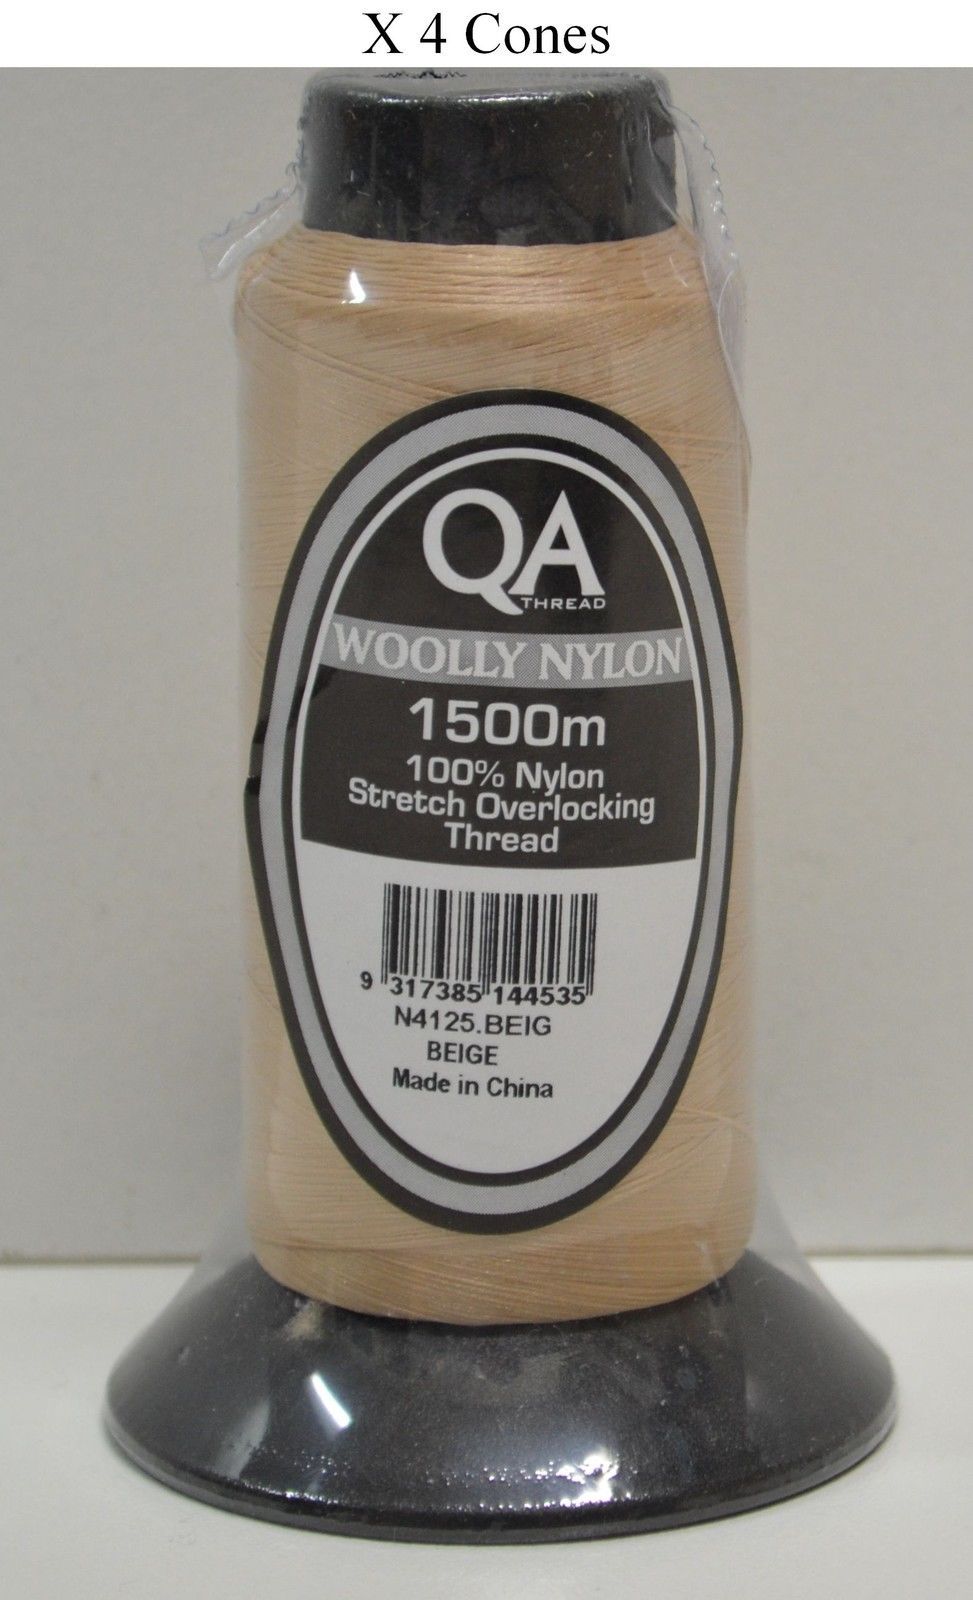 X 4 Cones
QA
THREAD
WOOLLY NYLON
1500m
100% Nylon
Stretch Overlocking
Thread
9 317385 144535
N4125.BEIG
BEIGE
Made in China